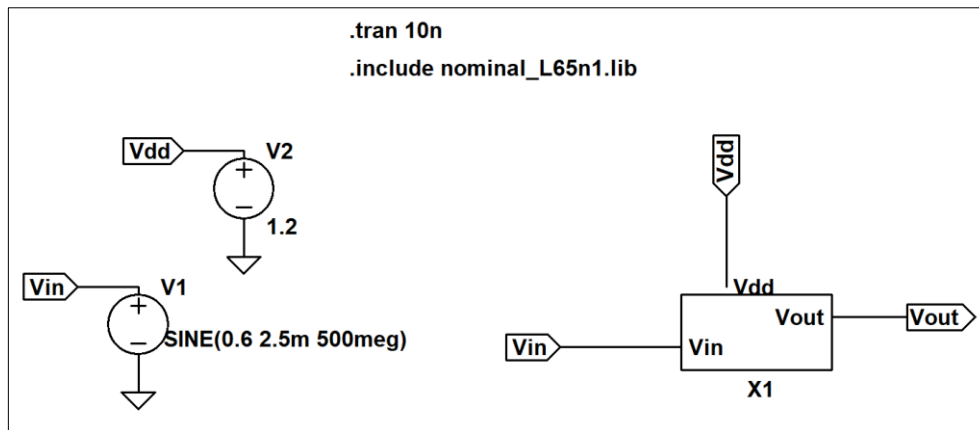 .tran 10n
.include nominal_L65n1.lib
Vdd
V2
1.2
Vin
V1
SINE(0.6 2.5m 500meg)
Vdd
Vdd
Vout
Vout
Vin
Vin
X1